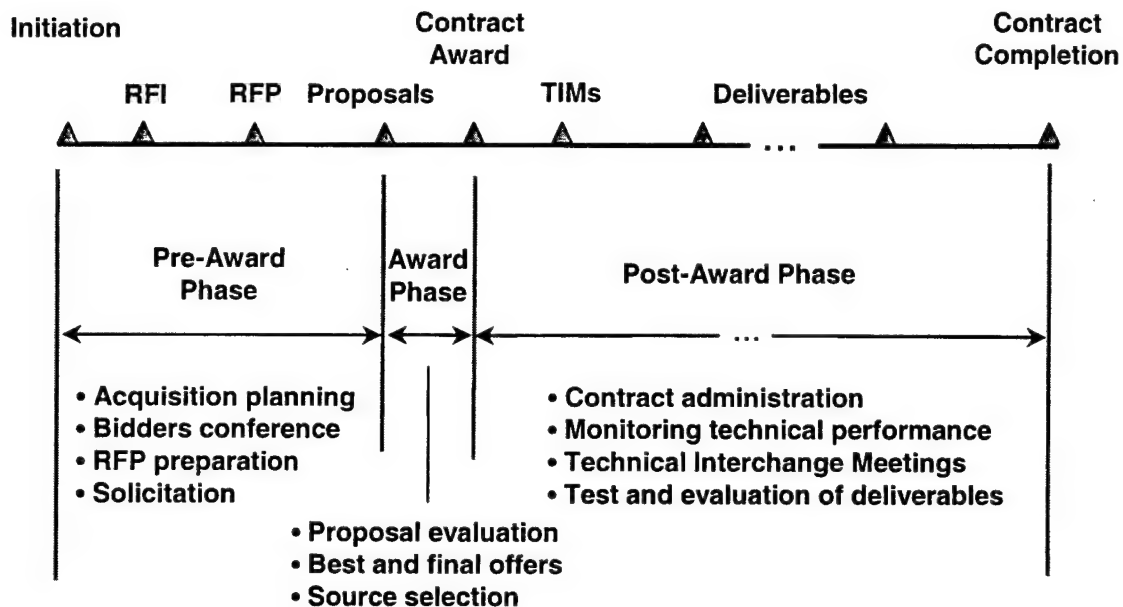 Initiation
Contract
Award
Contract
Completion
RFI RFP Proposals TIMs Deliverables
...
Pre-Award
Phase
Award
Phase
Post-Award Phase
...
• Acquisition planning
• Bidders conference
• RFP preparation
• Solicitation
• Contract administration
• Monitoring technical performance
• Technical Interchange Meetings
• Test and evaluation of deliverables
• Proposal evaluation
• Best and final offers
• Source selection